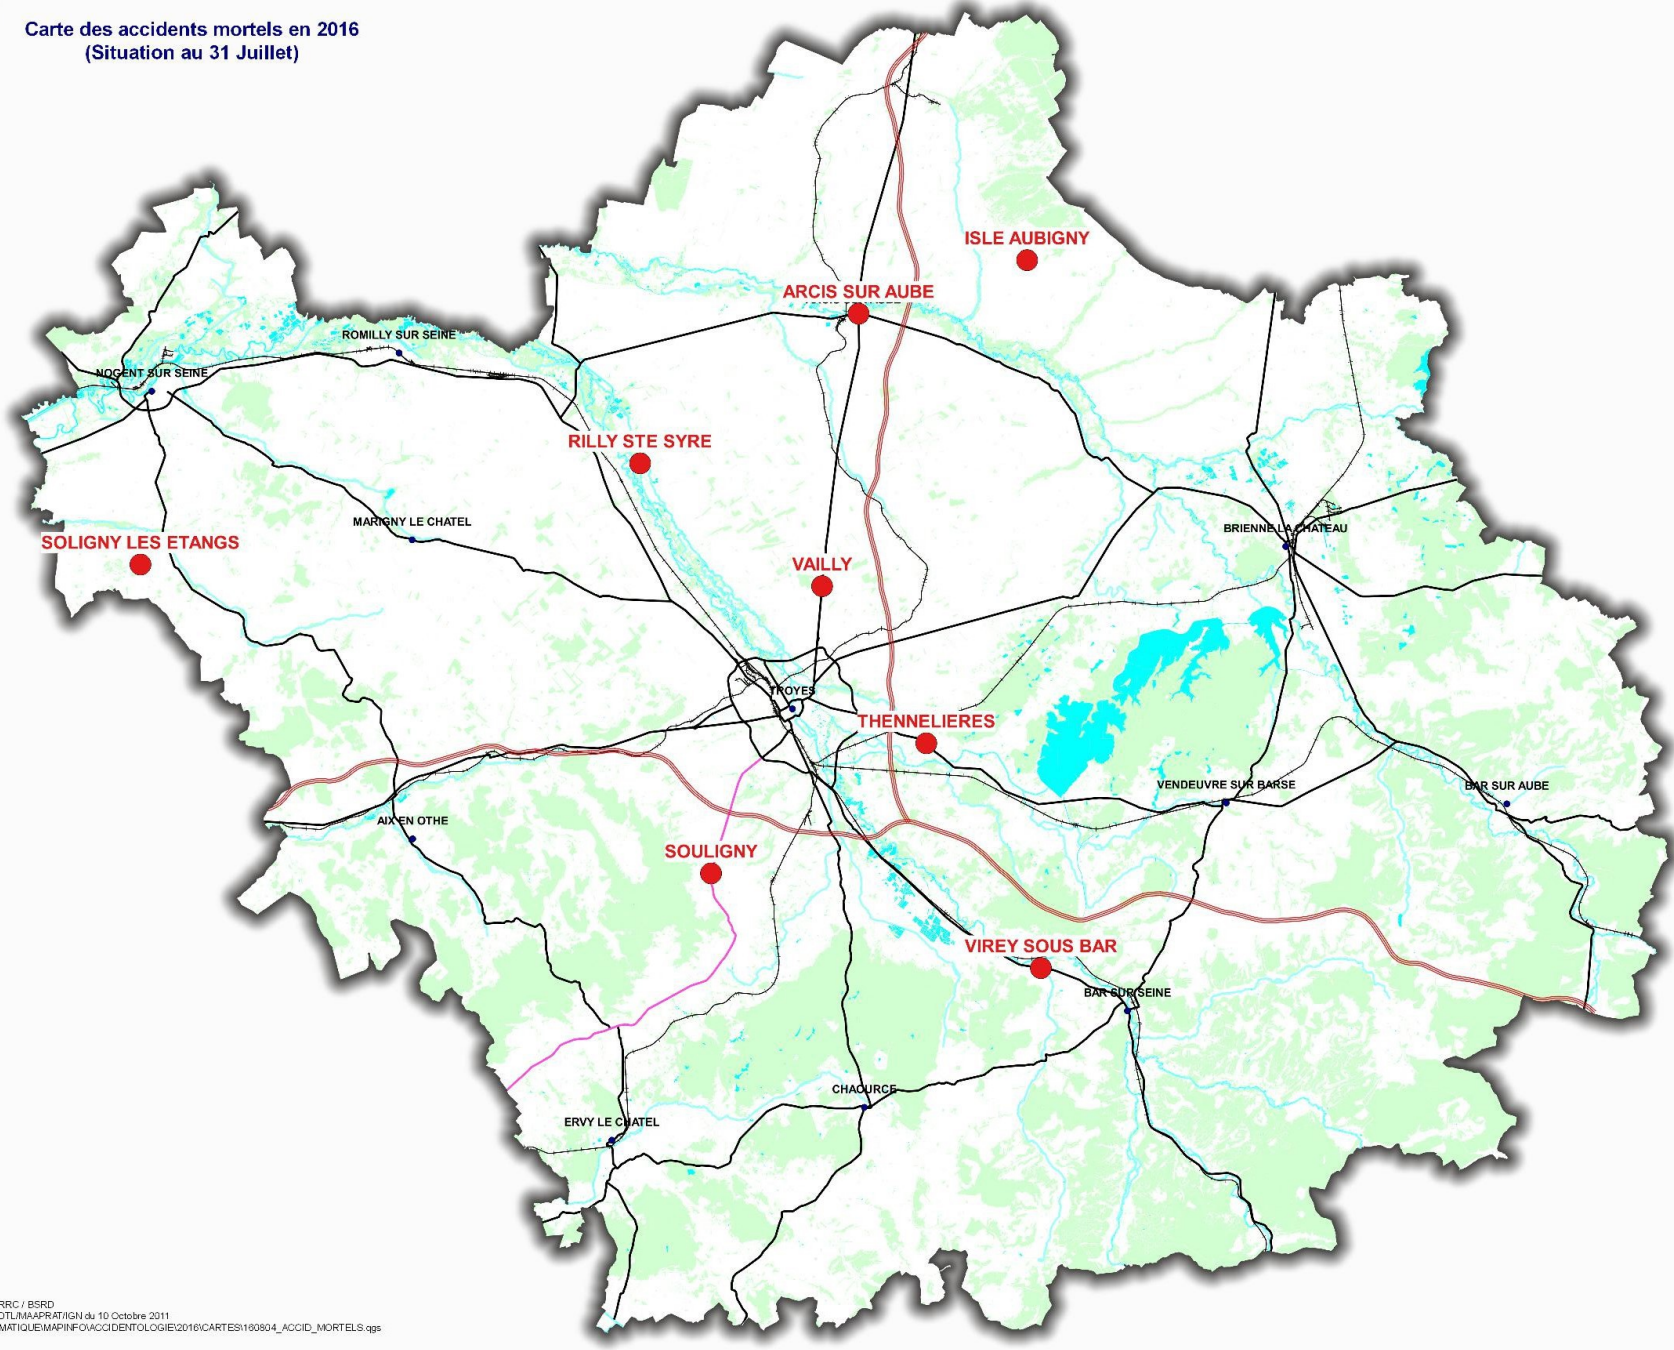 Carte des accidents mortels en 2016
(Situation au 31 Juillet)
ISLE AUBIGNY
ARCIS SUR AUBE
ROMILLY SUR SEINE
NOGENT SUR SEINE
RILLY STE SYRE
MARIGNY LE CHATEL
BRIENNE LA CHATEAU
SOLIGNY LES ETANGS
VAILLY
TROYES
THENNELIERES
VENDEUVRE SUR BARSE
BAR SUR AUBE
AIX EN OTHE
SOULIGNY
VIREY SOUS BAR
BAR SUR SEINE
CHAOURCE
ERVY LE CHATEL
RRC / BSRD
DTL/MAAPRAT/IGN du 10 Octobre 2011
MATIQUE\MAPINFO\ACCIDENTOLOGIE\2016\CARTES\160804_ACCID_MORTELS.qgs